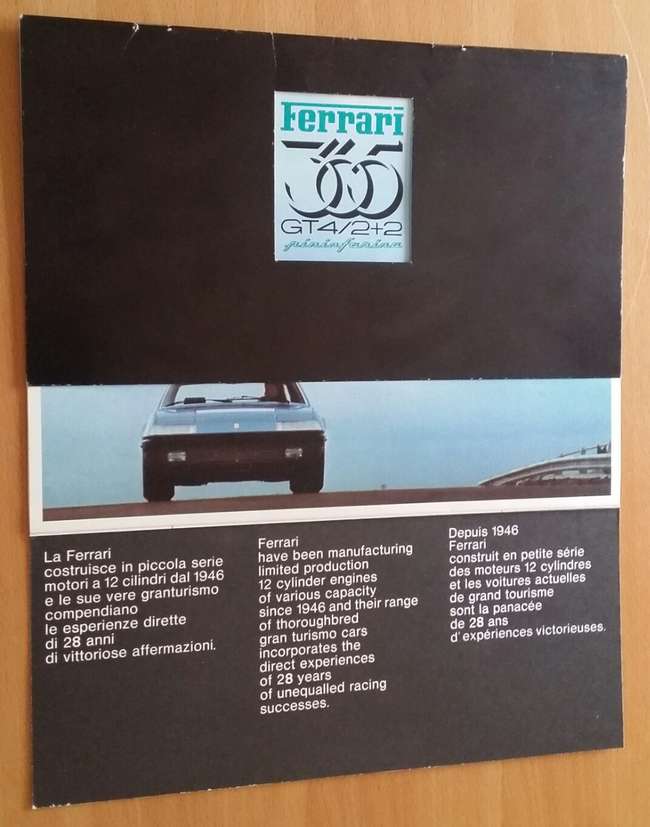 Ferrari
365
GT4/2+2
pininfarina
La Ferrari
costruisce in piccola serie
motori a 12 cilindri dal 1946
e le sue vere granturismo
compendiano
le esperienze dirette
di 28 anni
di vittoriose affermazioni.
Ferrari
have been manufacturing
limited production
12 cylinder engines
of various capacity
since 1946 and their range
of thoroughbred
gran turismo cars
incorporates the
direct experiences
of 28 years
of unequalled racing
successes.
Depuis 1946
Ferrari
construit en petite série
des moteurs 12 cylindres
et les voitures actuelles
de grand tourisme
sont la panacée
de 28 ans
d'expériences victorieuses.